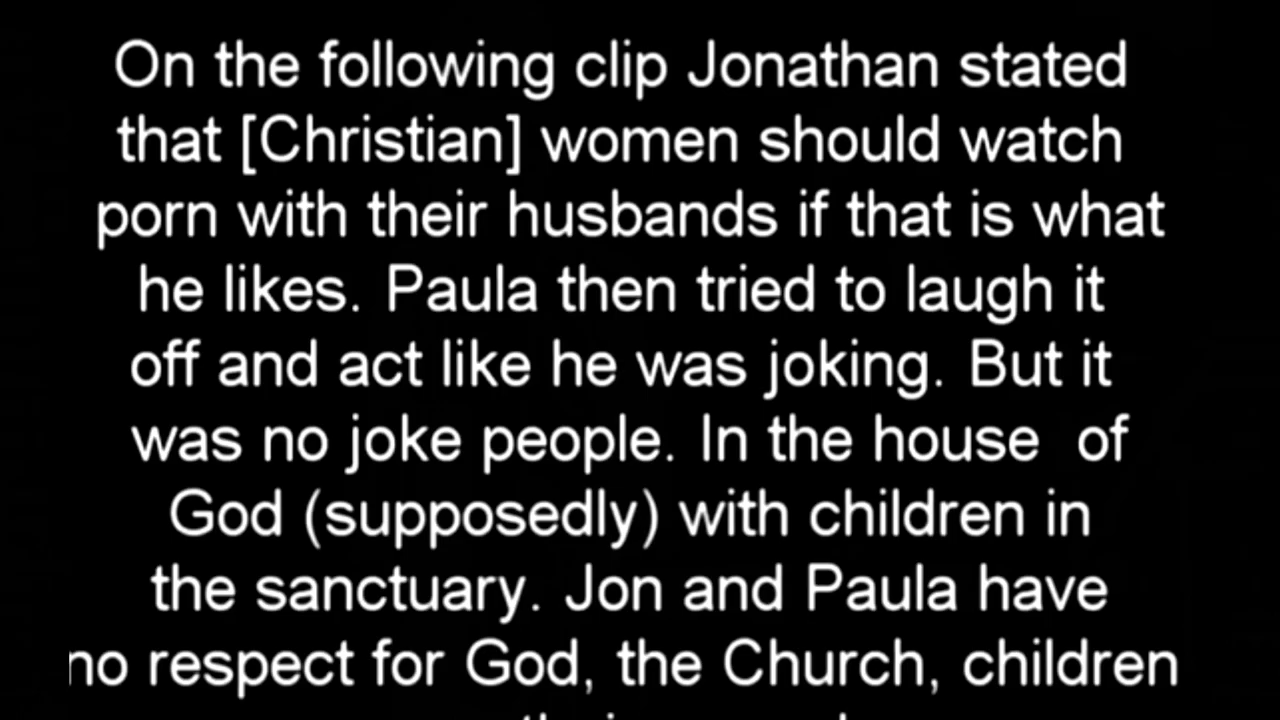 On the following clip Jonathan stated
that [Christian] women should watch
porn with their husbands if that is what
he likes. Paula then tried to laugh it
off and act like he was joking. But it
was no joke people. In the house  of
God (supposedly) with children in
the sanctuary. Jon and Paula have
no respect for God, the Church, children